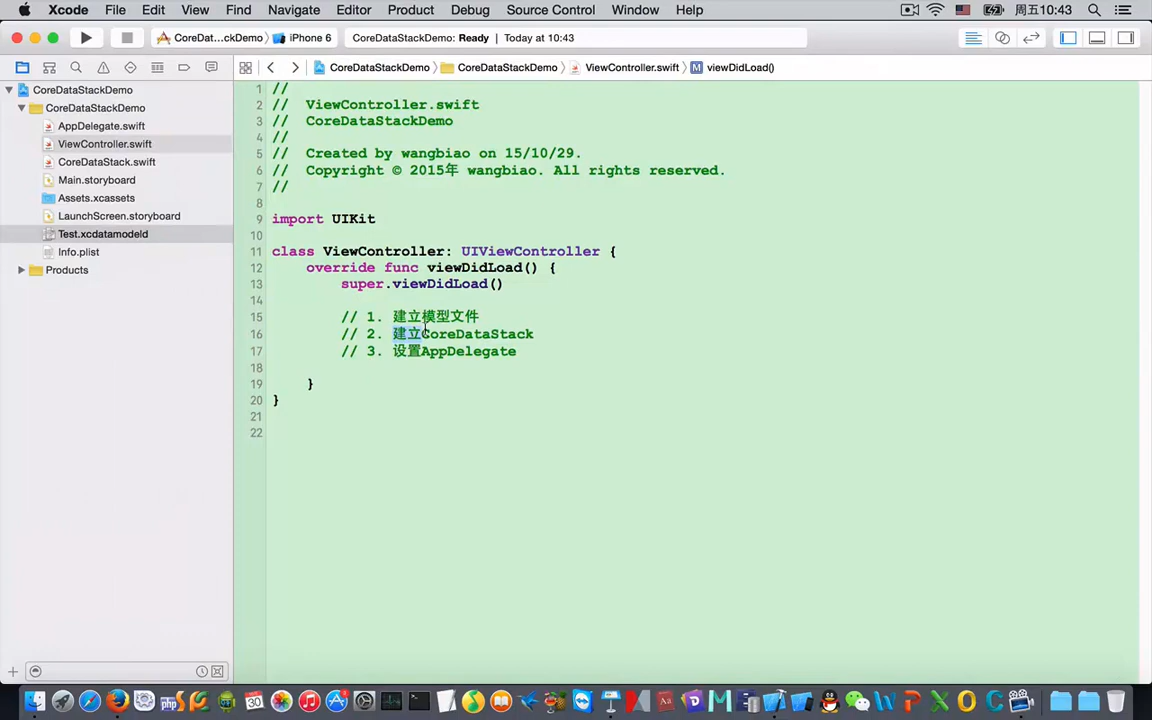 Xcode File Edit View Find Navigate Editor Product Debug Source Control Window Help 周五10:43
CoreDat...ckDemo iPhone 6 CoreDataStackDemo: Ready Today at 10:43
CoreDataStackDemo CoreDataStackDemo ViewController.swift M viewDidLoad()
CoreDataStackDemo
CoreDataStackDemo
AppDelegate.swift
ViewController.swift
CoreDataStack.swift
Main.storyboard
Assets.xcassets
LaunchScreen.storyboard
Test.xcdatamodeld
Info.plist
Products
1 //
2 // ViewController.swift
3 // CoreDataStackDemo
4 //
5 // Created by wangbiao on 15/10/29.
6 // Copyright © 2015年 wangbiao. All rights reserved.
7 //
8
9 import UIKit
10
11 class ViewController: UIViewController {
12 override func viewDidLoad() {
13 super.viewDidLoad()
14
15 // 1. 建立模型文件
16 // 2. 建立CoreDataStack
17 // 3. 设置AppDelegate
18
19 }
20 }
21
22